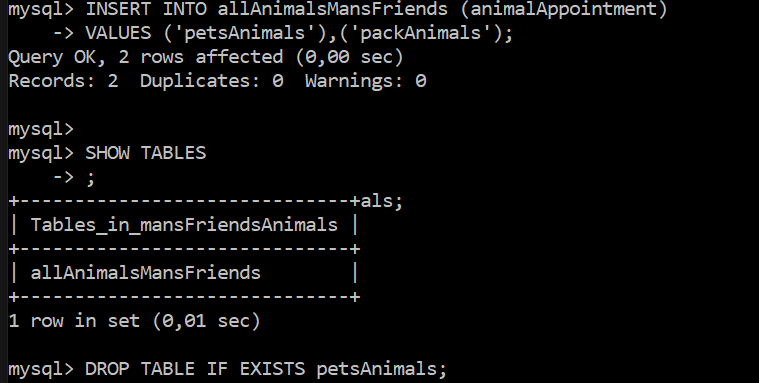 mysql> INSERT INTO allAnimalsMansFriends (animalAppointment)
    -> VALUES ('petsAnimals'),('packAnimals');
Query OK, 2 rows affected (0,00 sec)
Records: 2  Duplicates: 0  Warnings: 0

mysql>
mysql> SHOW TABLES
    -> ;
+-------------------------------+als;
| Tables_in_mansFriendsAnimals |
+-------------------------------+
| allAnimalsMansFriends        |
+-------------------------------+
1 row in set (0,01 sec)

mysql> DROP TABLE IF EXISTS petsAnimals;